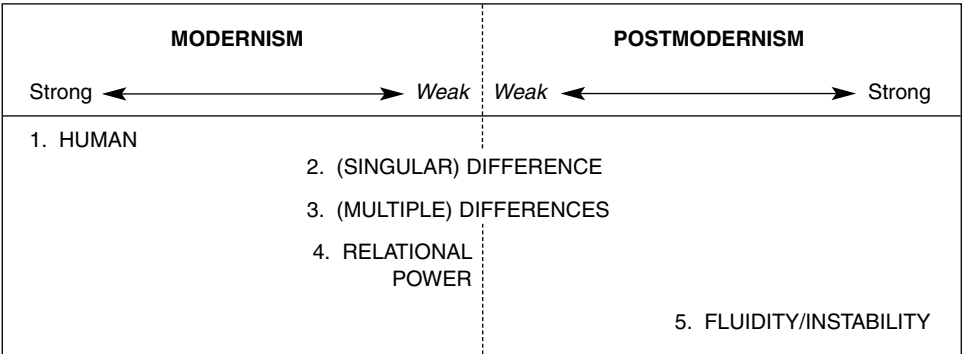 MODERNISM POSTMODERNISM
Strong Weak Weak Strong
1. HUMAN
2. (SINGULAR) DIFFERENCE
3. (MULTIPLE) DIFFERENCES
4. RELATIONAL
POWER
5. FLUIDITY/INSTABILITY